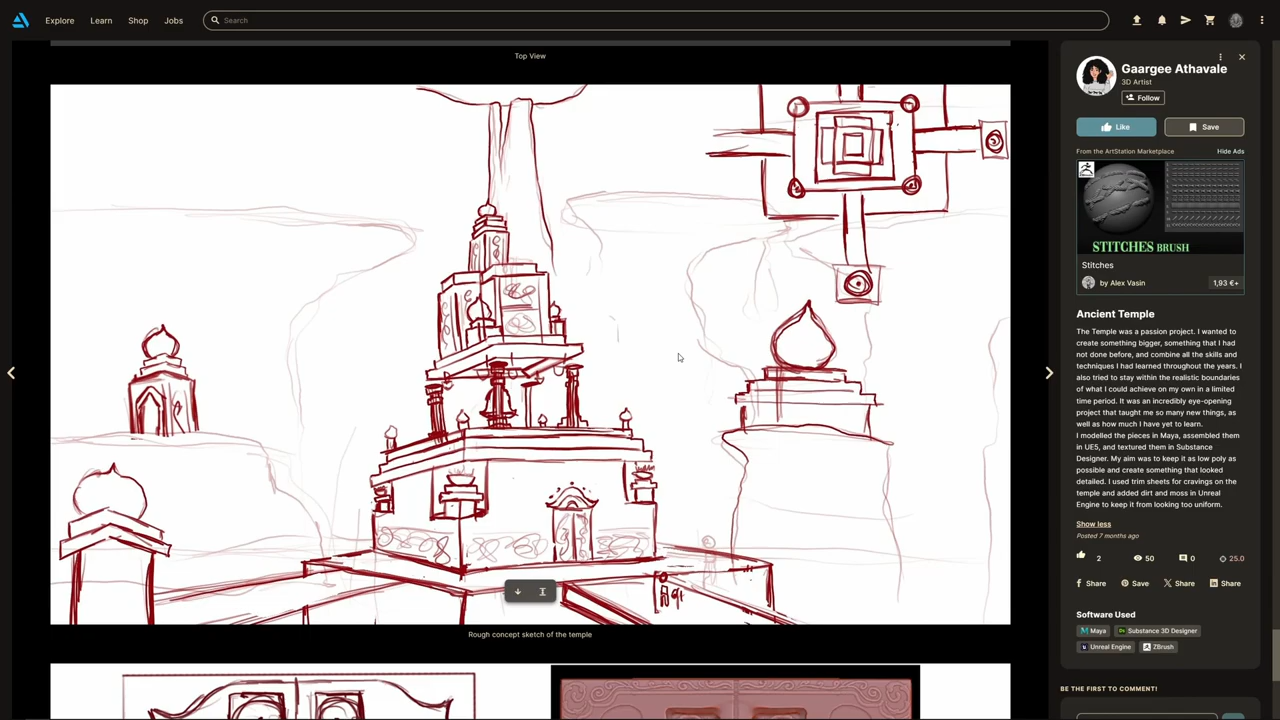 Explore
Learn
Shop
Jobs
Search
Top View
Rough concept sketch of the temple
Gaargee Athavale
3D Artist
Follow
Like
Save
From the ArtStation Marketplace
Hide Ads
STITCHES BRUSH
Stitches
by Alex Vasin
1,93 €+
Ancient Temple
The Temple was a passion project. I wanted to
create something bigger, something that I had
not done before, and combine all the skills and
techniques I had learned throughout the years. I
also tried to stay within the realistic boundaries
of what I could achieve on my own in a limited
time period. It was an incredibly eye-opening
project that taught me so many new things, as
well as how much I have yet to learn.
I modelled the pieces in Maya, assembled them
in UE5, and textured them in Substance
Designer. My aim was to keep it as low poly as
possible and create something that looked
detailed. I used trim sheets for cravings on the
temple and added dirt and moss in Unreal
Engine to keep it from looking too uniform.
Show less
Posted 7 months ago
2
50
0
25.0
Share
Save
Share
Share
Software Used
Maya
Substance 3D Designer
Unreal Engine
ZBrush
BE THE FIRST TO COMMENT!